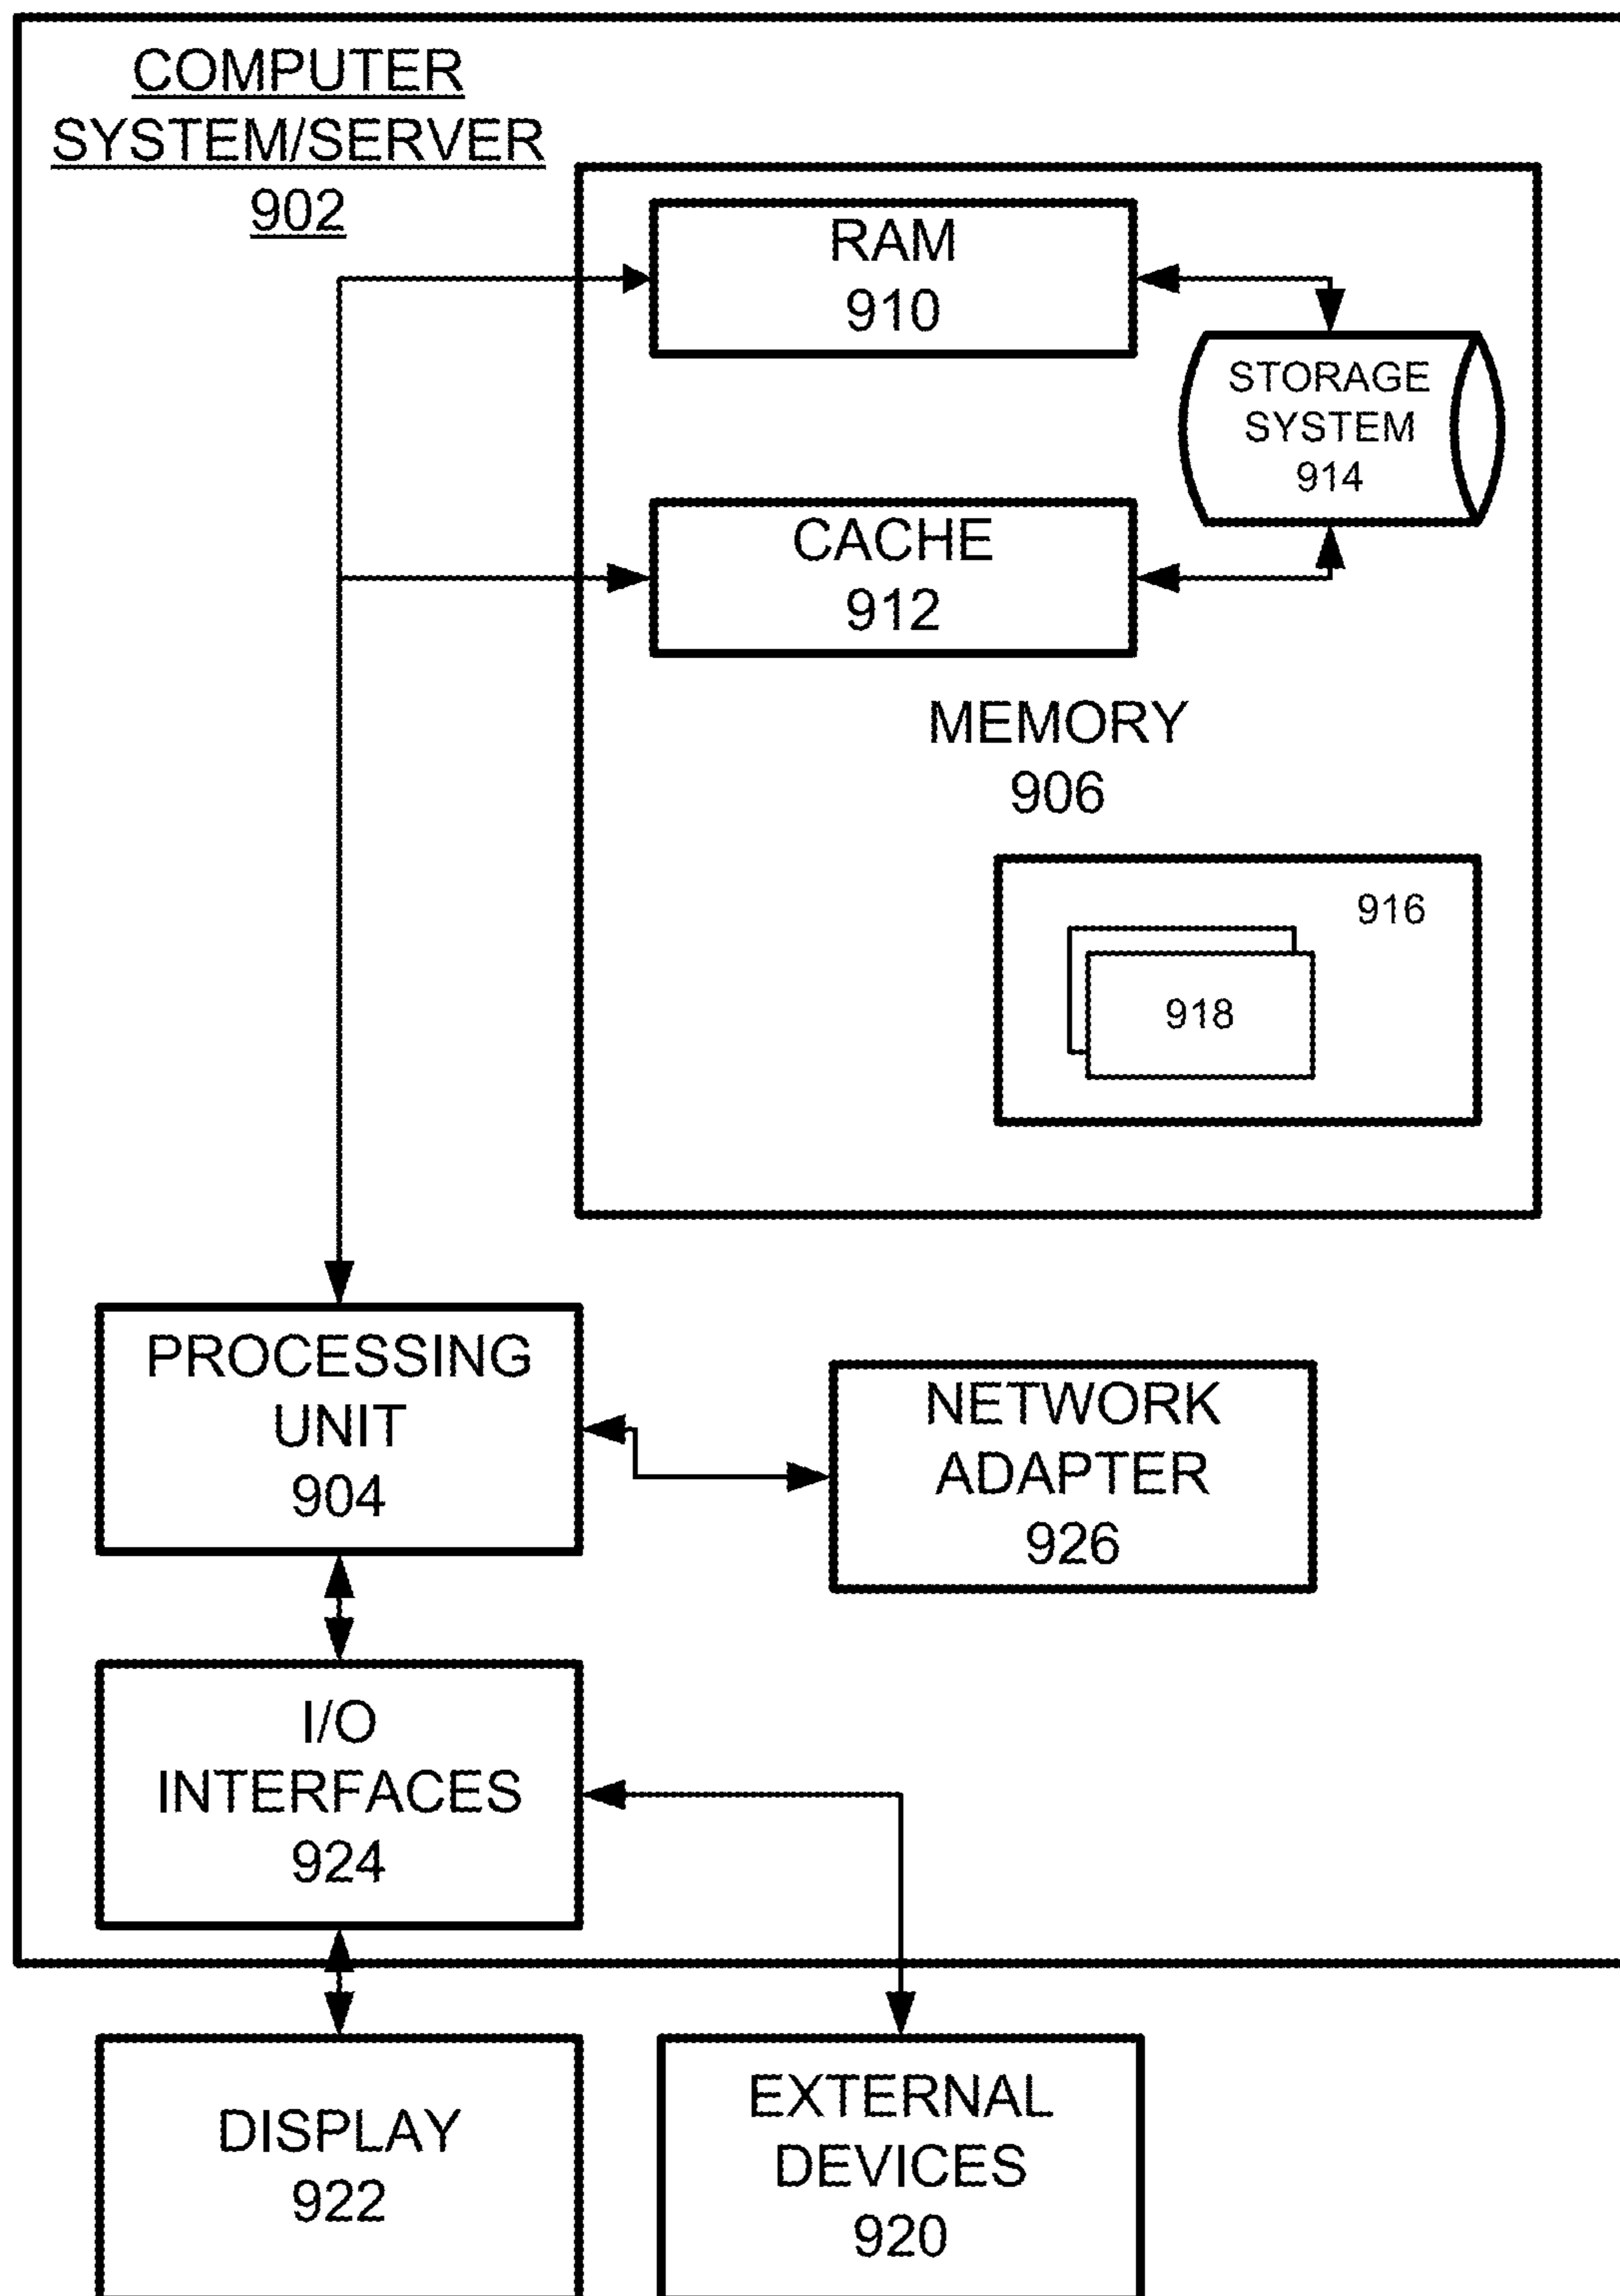 COMPUTER
SYSTEM/SERVER
902
RAM
910
STORAGE
SYSTEM
914
CACHE
912
MEMORY
906
916
918
PROCESSING
UNIT
904
NETWORK
ADAPTER
926
I/O
INTERFACES
924
DISPLAY
922
EXTERNAL
DEVICES
920